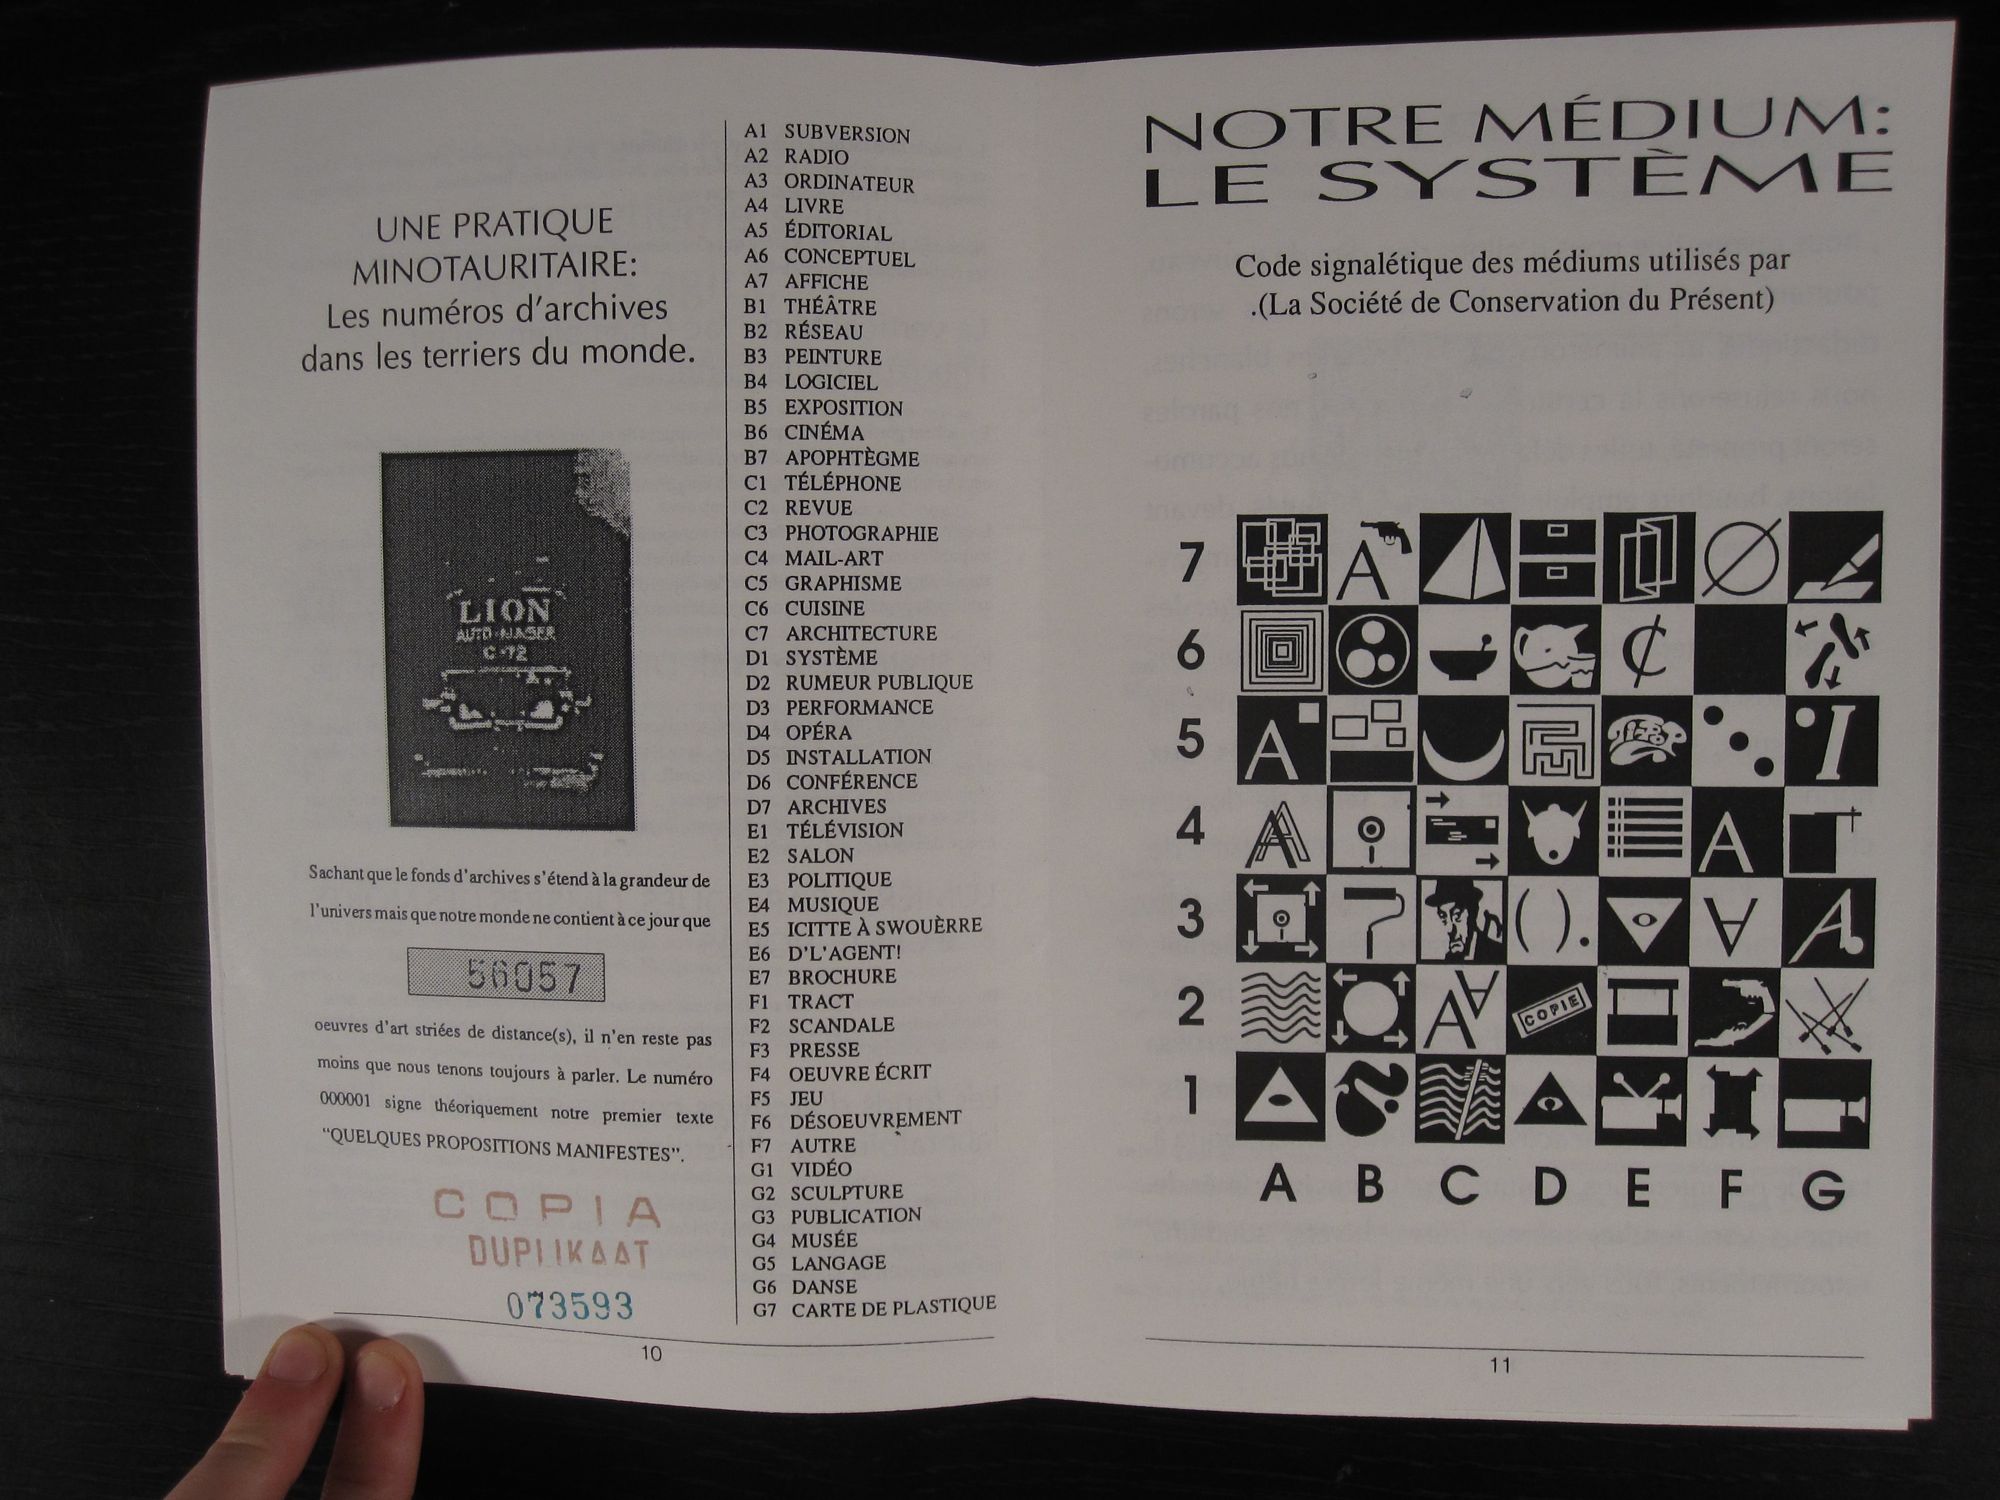 UNE PRATIQUE
MINOTAURITAIRE:
Les numéros d'archives
dans les terriers du monde.
LION
AUTO-NASER
C-72
Sachant que le fonds d'archives s'étend à la grandeur de
l'univers mais que notre monde ne contient à ce jour que
56057
oeuvres d'art striées de distance(s), il n'en reste pas
moins que nous tenons toujours à parler. Le numéro
000001 signe théoriquement notre premier texte
"QUELQUES PROPOSITIONS MANIFESTES".
COPIA
DUPLIKAAT
073593
A1 SUBVERSION
A2 RADIO
A3 ORDINATEUR
A4 LIVRE
A5 ÉDITORIAL
A6 CONCEPTUEL
A7 AFFICHE
B1 THÉÂTRE
B2 RÉSEAU
B3 PEINTURE
B4 LOGICIEL
B5 EXPOSITION
B6 CINÉMA
B7 APOPHTÈGME
C1 TÉLÉPHONE
C2 REVUE
C3 PHOTOGRAPHIE
C4 MAIL-ART
C5 GRAPHISME
C6 CUISINE
C7 ARCHITECTURE
D1 SYSTÈME
D2 RUMEUR PUBLIQUE
D3 PERFORMANCE
D4 OPÉRA
D5 INSTALLATION
D6 CONFÉRENCE
D7 ARCHIVES
E1 TÉLÉVISION
E2 SALON
E3 POLITIQUE
E4 MUSIQUE
E5 ICITTE À SWOUÈRRE
E6 D'L'AGENT!
E7 BROCHURE
F1 TRACT
F2 SCANDALE
F3 PRESSE
F4 OEUVRE ÉCRIT
F5 JEU
F6 DÉSOEUVREMENT
F7 AUTRE
G1 VIDÉO
G2 SCULPTURE
G3 PUBLICATION
G4 MUSÉE
G5 LANGAGE
G6 DANSE
G7 CARTE DE PLASTIQUE
10
NOTRE MÉDIUM:
LE SYSTÈME
Code signalétique des médiums utilisés par
.(La Société de Conservation du Présent)
7 A
6 ¢
5 A I
4 A A
3 ( ). ∀ A
2 A∀ COPIE
1
A B C D E F G
11